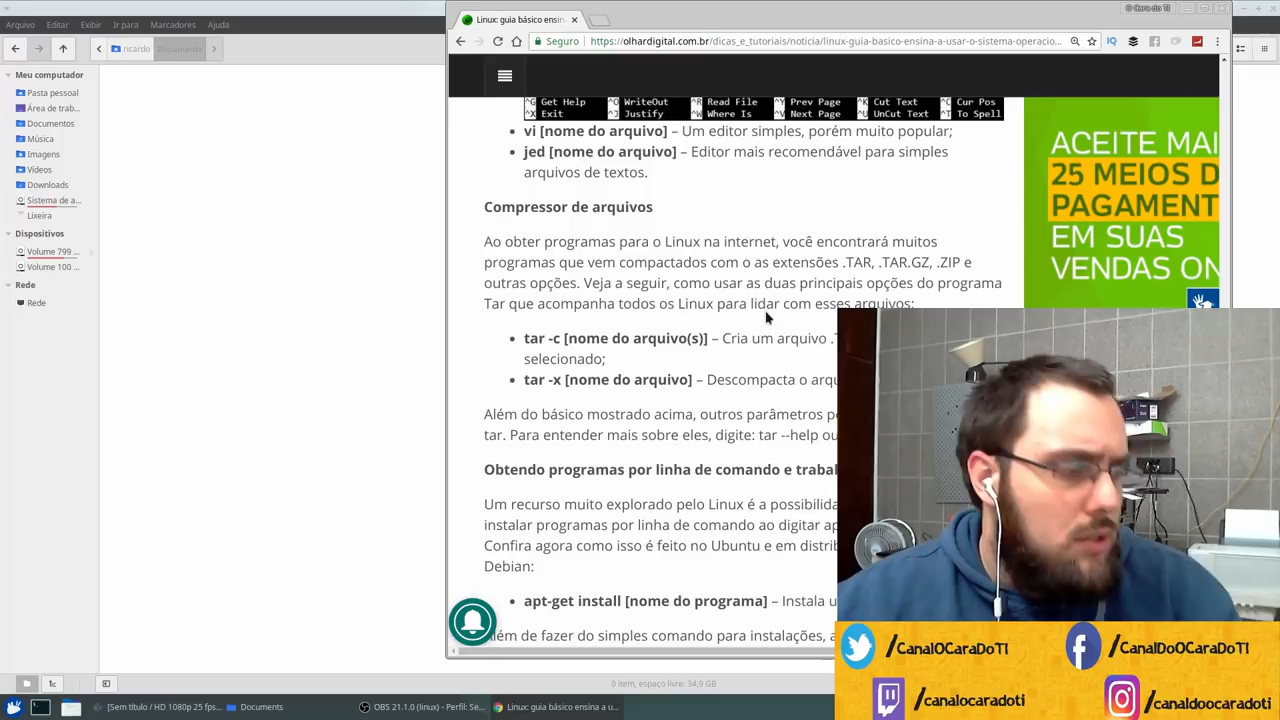 Linux: guia básico ensin
O Cara do TI
Arquivo Editar Exibir Ir para Marcadores Ajuda
ricardo Documents
Seguro https://olhardigital.com.br/dicas_e_tutoriais/noticia/linux-guia-basico-ensina-a-usar-o-sistema-operacio...
Meu computador
Pasta pessoal
Área de trab...
Documentos
Música
Imagens
Vídeos
Downloads
Sistema de a...
Lixeira
Dispositivos
Volume 799 ...
Volume 100 ...
Rede
Rede
^G Get Help ^O WriteOut ^R Read File ^Y Prev Page ^K Cut Text ^C Cur Pos
^X Exit ^J Justify ^W Where Is ^V Next Page ^U UnCut Text ^T To Spell
vi [nome do arquivo] – Um editor simples, porém muito popular;
jed [nome do arquivo] – Editor mais recomendável para simples
arquivos de textos.
Compressor de arquivos
Ao obter programas para o Linux na internet, você encontrará muitos
programas que vem compactados com o as extensões .TAR, .TAR.GZ, .ZIP e
outras opções. Veja a seguir, como usar as duas principais opções do programa
Tar que acompanha todos os Linux para lidar com esses arquivos:
tar -c [nome do arquivo(s)] – Cria um arquivo .T
selecionado;
tar -x [nome do arquivo] – Descompacta o arqu
Além do básico mostrado acima, outros parâmetros p
tar. Para entender mais sobre eles, digite: tar --help ou
Obtendo programas por linha de comando e trabal
Um recurso muito explorado pelo Linux é a possibilida
instalar programas por linha de comando ao digitar ap
Confira agora como isso é feito no Ubuntu e em distrib
Debian:
apt-get install [nome do programa] – Instala u
lém de fazer do simples comando para instalações, a
ACEITE MAI
25 MEIOS D
PAGAMENT
EM SUAS
VENDAS ON
/CanalOCaraDoTI
/CanalDoOCaraDoTI
/canalocaradoti
/canaldoocaradoti
0 item, espaço livre: 34,9 GB
[Sem título / HD 1080p 25 fps...
Documents
OBS 21.1.0 (linux) - Perfil: Se...
Linux: guia básico ensina a u...